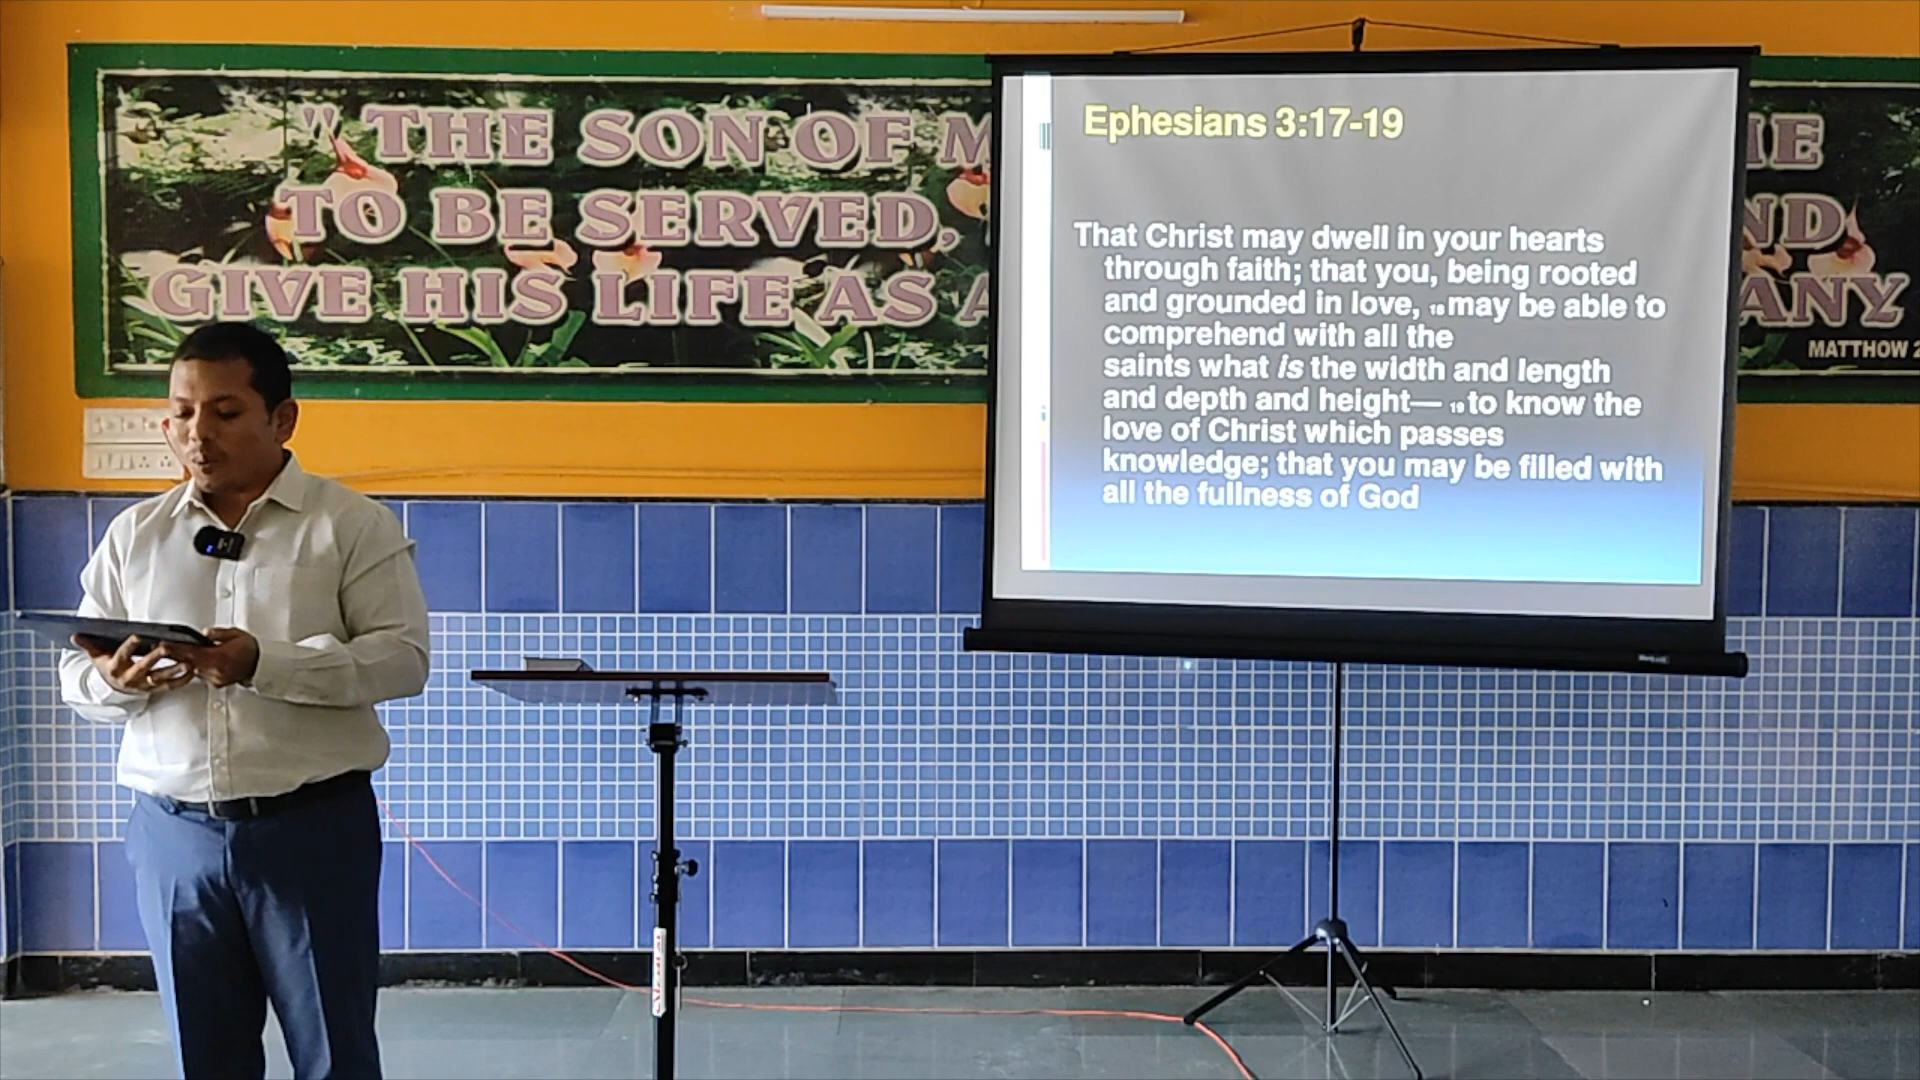 " THE SON OF M
TO BE SERVED,
GIVE HIS LIFE AS A
ME
ND
ANY
MATTHOW 2
Ephesians 3:17-19
That Christ may dwell in your hearts
through faith; that you, being rooted
and grounded in love, 18 may be able to
comprehend with all the
saints what is the width and length
and depth and height— 19 to know the
love of Christ which passes
knowledge; that you may be filled with
all the fullness of God